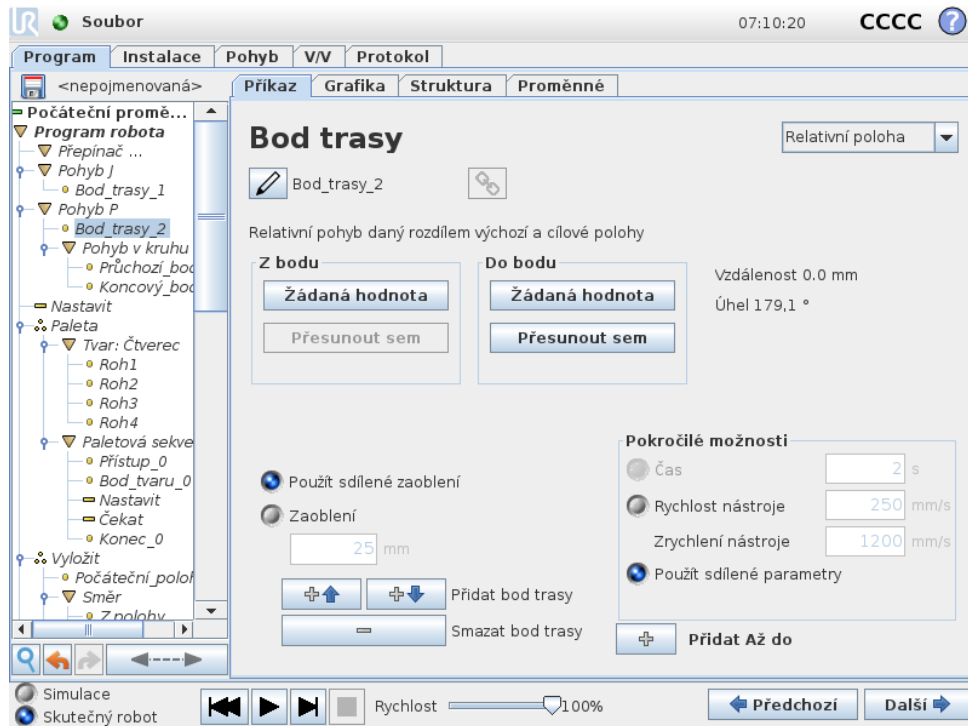 UR Soubor 07:10:20 CCCC ?
Program Instalace Pohyb V/V Protokol
<nepojmenovaná> Příkaz Grafika Struktura Proměnné
Počáteční promě...
Program robota
Přepínač ...
Pohyb J
Bod_trasy_1
Pohyb P
Bod_trasy_2
Pohyb v kruhu
Průchozí_bod
Koncový_boc
Nastavit
Paleta
Tvar: Čtverec
Roh1
Roh2
Roh3
Roh4
Paletová sekve
Přístup_0
Bod_tvaru_0
Nastavit
Čekat
Konec_0
Vyložit
Počáteční_poloh
Směr
Z polohy
Bod trasy
Relativní poloha
Bod_trasy_2
Relativní pohyb daný rozdílem výchozí a cílové polohy
Z bodu
Žádaná hodnota
Přesunout sem
Do bodu
Žádaná hodnota
Přesunout sem
Vzdálenost 0.0 mm
Úhel 179,1 °
Použít sdílené zaoblení
Zaoblení
25 mm
Přidat bod trasy
Smazat bod trasy
Pokročilé možnosti
Čas 2 s
Rychlost nástroje 250 mm/s
Zrychlení nástroje 1200 mm/s
Použít sdílené parametry
Přidat Až do
Simulace
Skutečný robot
Rychlost 100%
Předchozí
Další